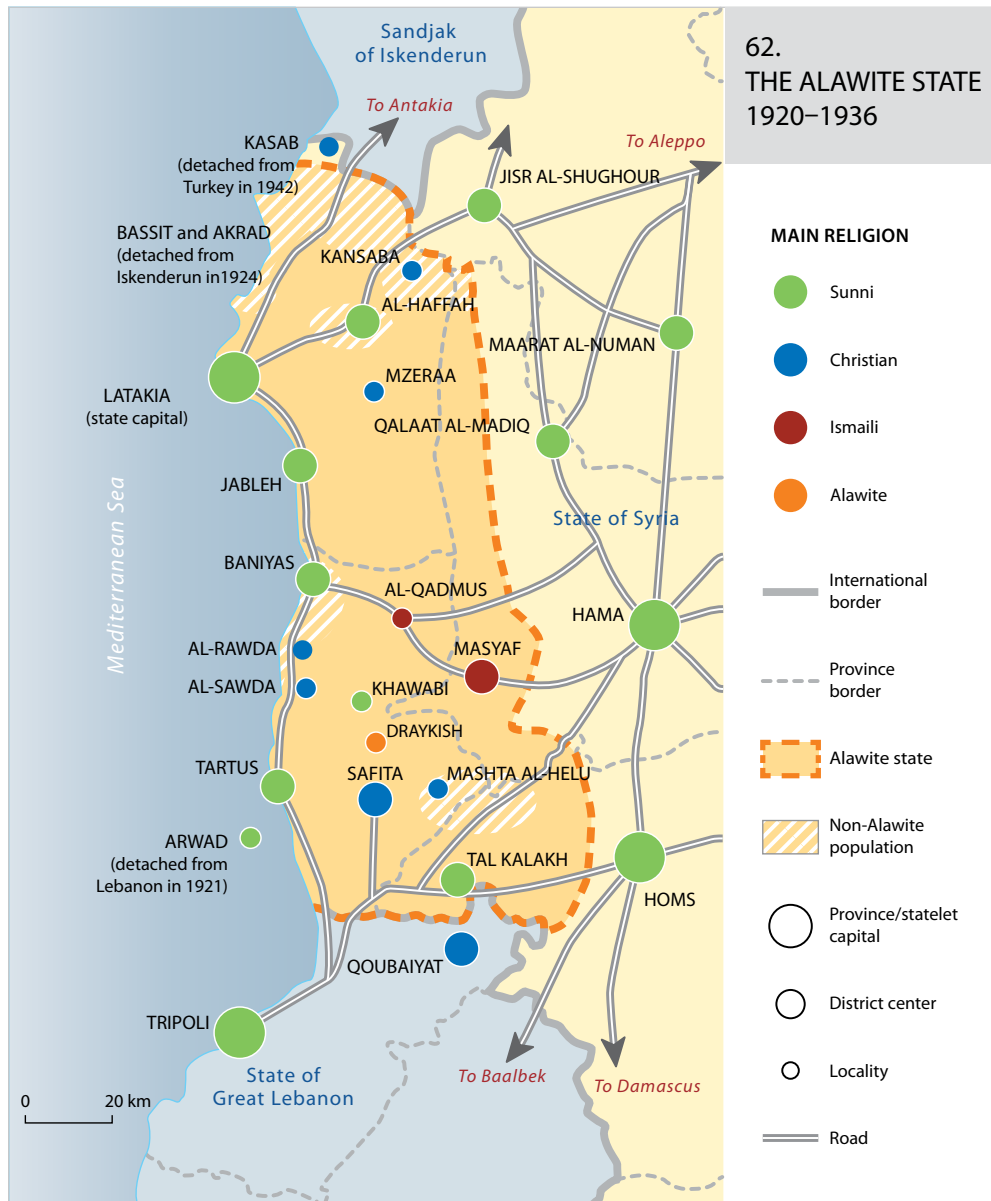 62.
THE ALAWITE STATE
1920–1936
Sandjak
of Iskenderun
To Antakia
To Aleppo
KASAB
(detached from
Turkey in 1942)
JISR AL-SHUGHOUR
BASSIT and AKRAD
(detached from
Iskenderun in1924)
KANSABA
AL-HAFFAH
MAARAT AL-NUMAN
LATAKIA
(state capital)
MZERAA
QALAAT AL-MADIQ
JABLEH
Mediterranean Sea
State of Syria
BANIYAS
AL-QADMUS
HAMA
AL-RAWDA
MASYAF
AL-SAWDA
KHAWABI
DRAYKISH
TARTUS
SAFITA
MASHTA AL-HELU
ARWAD
(detached from
Lebanon in 1921)
TAL KALAKH
HOMS
QOUBAIYAT
TRIPOLI
State of
Great Lebanon
To Baalbek
To Damascus
0
20 km
MAIN RELIGION
Sunni
Christian
Ismaili
Alawite
International
border
Province
border
Alawite state
Non-Alawite
population
Province/statelet
capital
District center
Locality
Road